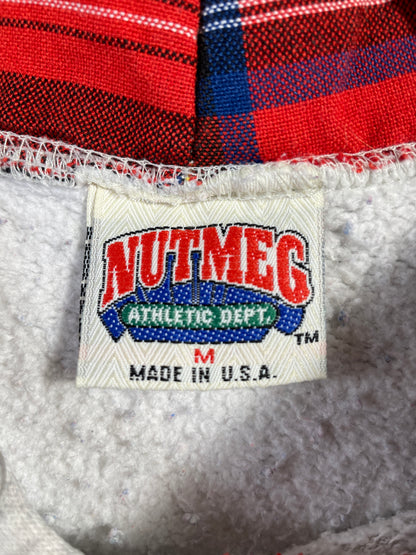 NUTMEG
ATHLETIC DEPT.
TM
M
MADE IN U.S.A.